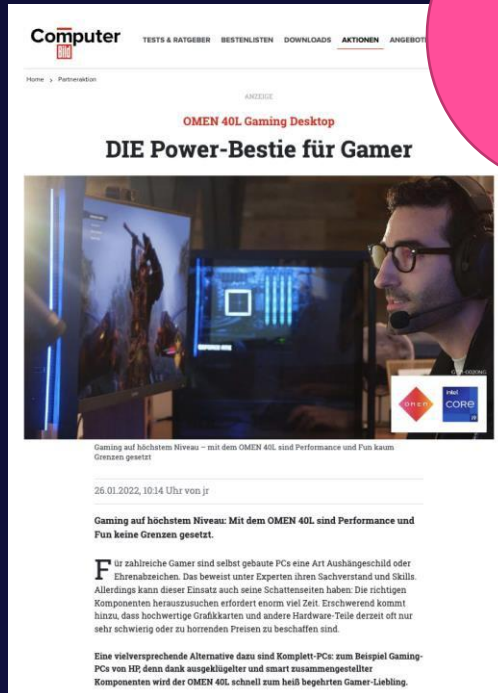 Computer
Bild
TESTS & RATGEBER BESTENLISTEN DOWNLOADS AKTIONEN ANGEBOTE
Home > Partneraktion
ANZEIGE
OMEN 40L Gaming Desktop
DIE Power-Bestie für Gamer
GEFORCE RTX
GT21-0020NG
OMEN
intel
CORE
i9
Gaming auf höchstem Niveau – mit dem OMEN 40L sind Performance und Fun kaum
Grenzen gesetzt
26.01.2022, 10:14 Uhr von jr
Gaming auf höchstem Niveau: Mit dem OMEN 40L sind Performance und
Fun keine Grenzen gesetzt.
Für zahlreiche Gamer sind selbst gebaute PCs eine Art Aushängeschild oder
Ehrenabzeichen. Das beweist unter Experten ihren Sachverstand und Skills.
Allerdings kann dieser Einsatz auch seine Schattenseiten haben: Die richtigen
Komponenten herauszusuchen erfordert enorm viel Zeit. Erschwerend kommt
hinzu, dass hochwertige Grafikkarten und andere Hardware-Teile derzeit oft nur
sehr schwierig oder zu horrenden Preisen zu beschaffen sind.
Eine vielversprechende Alternative dazu sind Komplett-PCs: zum Beispiel Gaming-
PCs von HP, denn dank ausgeklügelter und smart zusammengestellter
Komponenten wird der OMEN 40L schnell zum heiß begehrten Gamer-Liebling.